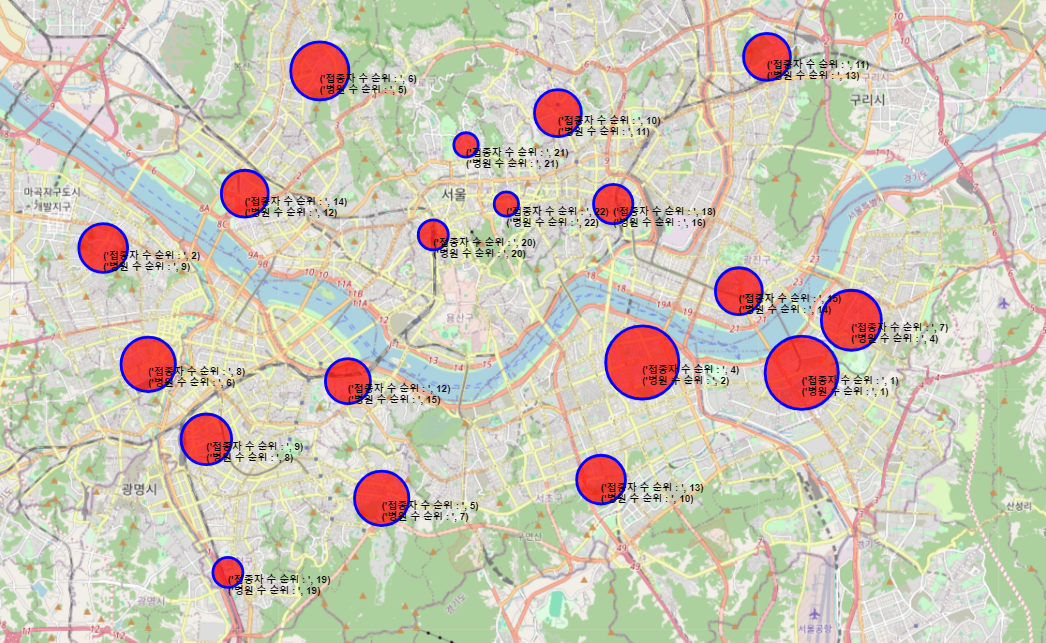 ('접종자 수 순위 : ', 6)
('병원 수 순위 : ', 5)
('접종자 수 순위 : ', 11)
('병원 수 순위 : ', 13)
구리시
('접종자 수 순위 : ', 10)
('병원 수 순위 : ', 11)
('접종자 수 순위 : ', 21)
('병원 수 순위 : ', 21)
마곡지구도시
개발지구
서울
('접종자 수 순위 : ', 14)
('병원 수 순위 : ', 12)
('접종자 수 순위 : ', 22)
('병원 수 순위 : ', 22)
('접종자 수 순위 : ', 18)
('병원 수 순위 : ', 16)
('접종자 수 순위 : ', 20)
('병원 수 순위 : ', 20)
('접종자 수 순위 : ', 2)
('병원 수 순위 : ', 9)
광진구
('접종자 수 순위 : ', 15)
('병원 수 순위 : ', 14)
용산구
('접종자 수 순위 : ', 7)
('병원 수 순위 : ', 4)
('접종자 수 순위 : ', 8)
('병원 수 순위 : ', 6)
('접종자 수 순위 : ', 4)
('병원 수 순위 : ', 2)
('접종자 수 순위 : ', 1)
('병원 수 순위 : ', 1)
('접종자 수 순위 : ', 12)
('병원 수 순위 : ', 15)
('접종자 수 순위 : ', 9)
('병원 수 순위 : ', 8)
광명시
('접종자 수 순위 : ', 13)
('병원 수 순위 : ', 10)
서초구
('접종자 수 순위 : ', 5)
('병원 수 순위 : ', 7)
산성리
('접종자 수 순위 : ', 19)
('병원 수 순위 : ', 19)
광명시
서울공항